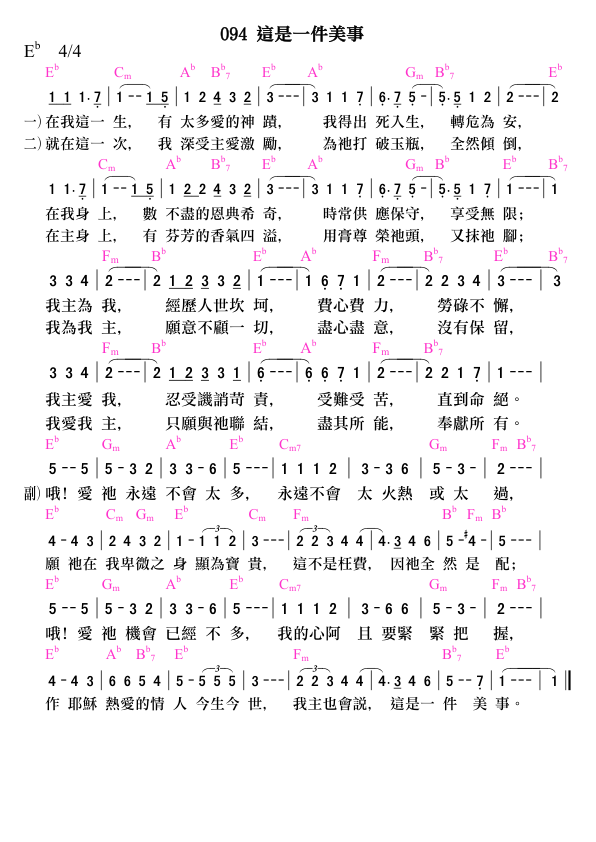 094 這是一件美事
E♭ 4/4
E♭ Cm A♭ B♭7 E♭ A♭ Gm B♭7 E♭
1 1 1·7 | 1 -- 1 5 | 1 2 4 3 2 | 3 --- | 3 1 1 7 | 6·7 5 - | 5·5 1 2 | 2 --- | 2
一)在我這一 生, 有 太多愛的神 蹟, 我得出 死入生, 轉危為 安,
二)就在這一 次, 我 深受主愛激 勵, 為祂打 破玉瓶, 全然傾 倒,
Cm A♭ B♭7 E♭ A♭ Gm B♭7 E♭ B♭7
1 1·7 | 1 -- 1 5 | 1 2 2 3 2 | 3 --- | 3 1 1 7 | 6·7 5 - | 5·5 1 7 | 1 --- | 1
在我身 上, 數 不盡的恩典希 奇, 時常供 應保守, 享受無 限;
在主身 上, 有 芬芳的香氣四 溢, 用膏尊 榮祂頭, 又抹祂 腳;
Fm B♭ E♭ A♭ Fm B♭7 E♭ B♭7
3 3 4 | 2 --- | 2 1 2 3 3 2 | 1 --- | 1 6 7 1 | 2 --- | 2 2 3 4 | 3 --- | 3
我主為 我, 經歷人世坎 坷, 費心費 力, 勞碌不 懈,
我為我 主, 願意不顧一 切, 盡心盡 意, 沒有保 留,
Fm B♭ E♭ A♭ Fm B♭7
3 3 4 | 2 --- | 2 1 2 3 3 1 | 6 --- | 6 6 7 1 | 2 --- | 2 2 1 7 | 1 --- |
我主愛 我, 忍受譏誚苛 責, 受難受 苦, 直到命 絕。
我愛我 主, 只願與祂聯 結, 盡其所 能, 奉獻所 有。
E♭ Gm A♭ E♭ Cm7 Gm Fm B♭7
5 -- 5 | 5 - 3 2 | 3 3 - 6 | 5 --- | 1 1 1 2 | 3 - 3 6 | 5 - 3 - | 2 --- |
副)哦! 愛 祂 永遠 不會 太 多, 永遠不會 太 火熱 或 太 過,
E♭ Cm Gm E♭ Cm Fm B♭ Fm B♭
4 - 4 3 | 2 4 3 2 | 1 - 1 1 2 | 3 --- | 2 2 3 4 4 | 4·3 4 6 | 5 - #4 - | 5 --- |
願 祂在 我卑微之 身 顯為寶 貴, 這不是枉費, 因祂全 然 是 配;
E♭ Gm A♭ E♭ Cm7 Gm Fm B♭7
5 -- 5 | 5 - 3 2 | 3 3 - 6 | 5 --- | 1 1 1 2 | 3 - 3 6 | 5 - 3 - | 2 --- |
哦! 愛 祂 機會 已經 不 多, 我的心阿 且 要緊 緊 把 握,
E♭ A♭ B♭7 E♭ Fm B♭7 E♭
4 - 4 3 | 6 6 5 4 | 5 - 5 5 5 | 3 --- | 2 2 3 4 4 | 4·3 4 6 | 5 -- 7 | 1 --- 1 ‖
作 耶穌 熱愛的情 人 今生今 世, 我主也會説, 這是一 件 美 事。